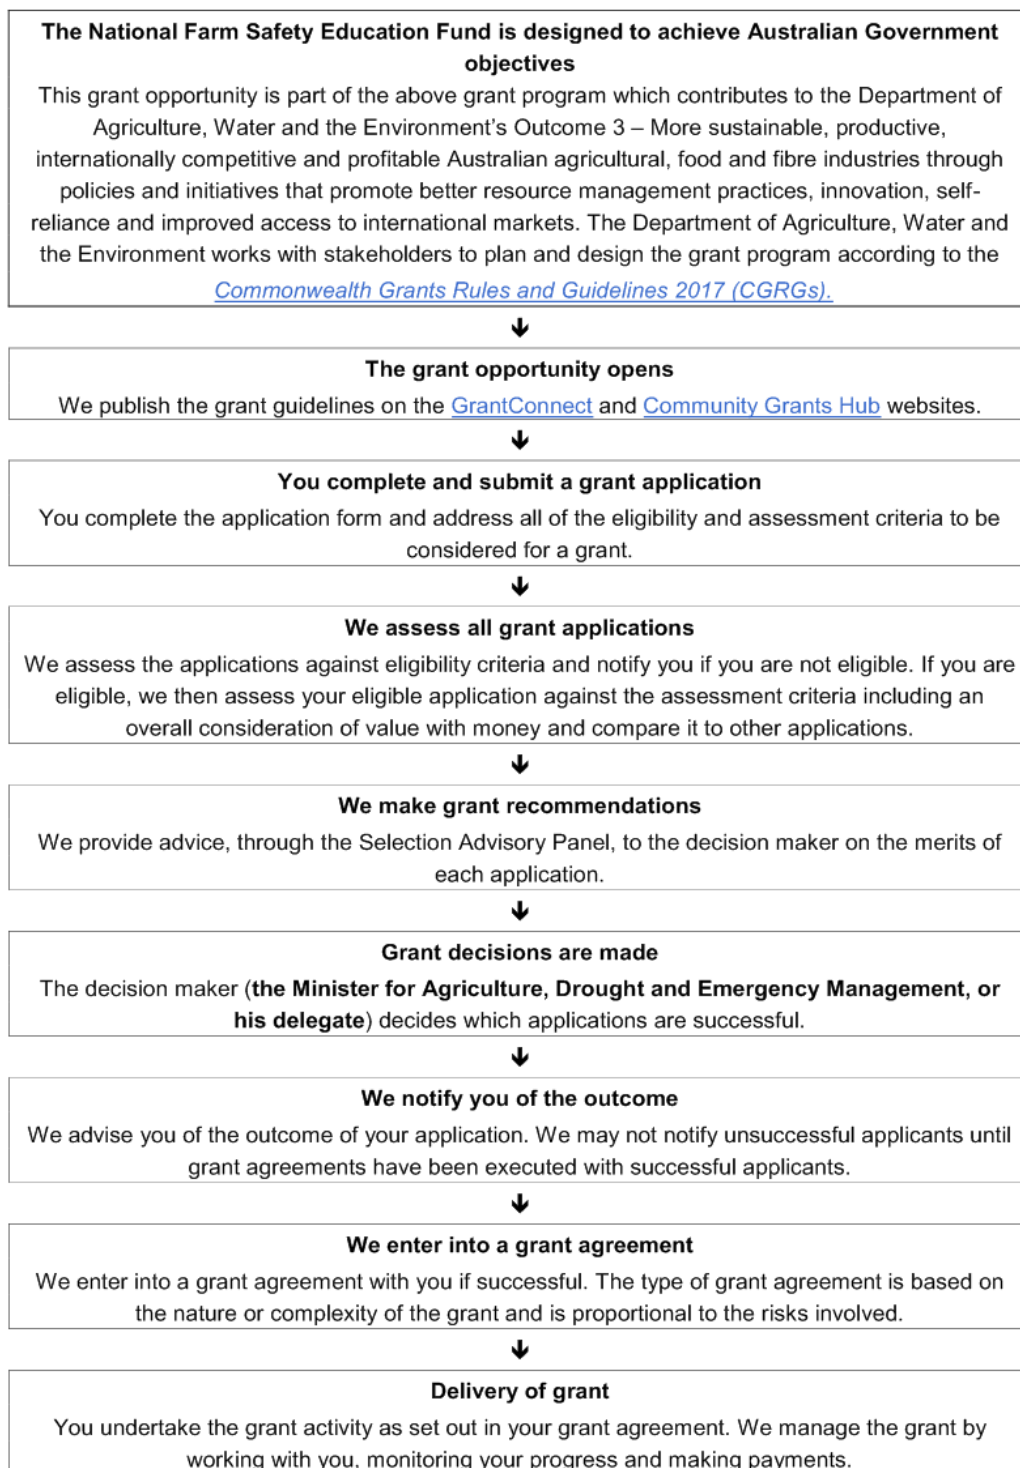 The National Farm Safety Education Fund is designed to achieve Australian Government
objectives
This grant opportunity is part of the above grant program which contributes to the Department of
Agriculture, Water and the Environment's Outcome 3 – More sustainable, productive,
internationally competitive and profitable Australian agricultural, food and fibre industries through
policies and initiatives that promote better resource management practices, innovation, self-
reliance and improved access to international markets. The Department of Agriculture, Water and
the Environment works with stakeholders to plan and design the grant program according to the
Commonwealth Grants Rules and Guidelines 2017 (CGRGs).
The grant opportunity opens
We publish the grant guidelines on the GrantConnect and Community Grants Hub websites.
You complete and submit a grant application
You complete the application form and address all of the eligibility and assessment criteria to be
considered for a grant.
We assess all grant applications
We assess the applications against eligibility criteria and notify you if you are not eligible. If you are
eligible, we then assess your eligible application against the assessment criteria including an
overall consideration of value with money and compare it to other applications.
We make grant recommendations
We provide advice, through the Selection Advisory Panel, to the decision maker on the merits of
each application.
Grant decisions are made
The decision maker (the Minister for Agriculture, Drought and Emergency Management, or
his delegate) decides which applications are successful.
We notify you of the outcome
We advise you of the outcome of your application. We may not notify unsuccessful applicants until
grant agreements have been executed with successful applicants.
We enter into a grant agreement
We enter into a grant agreement with you if successful. The type of grant agreement is based on
the nature or complexity of the grant and is proportional to the risks involved.
Delivery of grant
You undertake the grant activity as set out in your grant agreement. We manage the grant by
working with you, monitoring your progress and making payments.